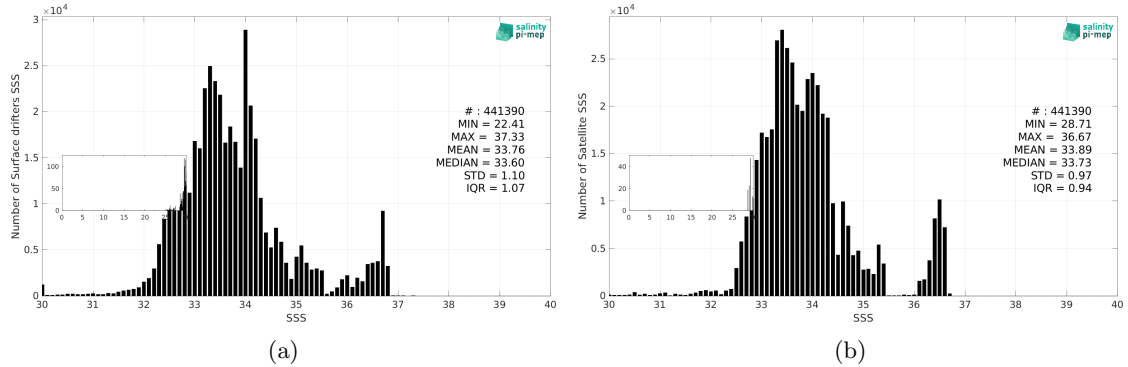 3 ×10⁴
2.5
2
1.5
1
0.5
0
Number of Surface drifters SSS
30 31 32 33 34 35 36 37 38 39 40
SSS
salinity
pi-mep
# : 441390
MIN = 22.41
MAX = 37.33
MEAN = 33.76
MEDIAN = 33.60
STD = 1.10
IQR = 1.07
100
50
0
0 5 10 15 20 25
(a)
×10⁴
2.5
2
1.5
1
0.5
0
Number of Satellite SSS
30 31 32 33 34 35 36 37 38 39 40
SSS
salinity
pi-mep
# : 441390
MIN = 28.71
MAX = 36.67
MEAN = 33.89
MEDIAN = 33.73
STD = 0.97
IQR = 0.94
40
20
0
0 5 10 15 20 25
(b)